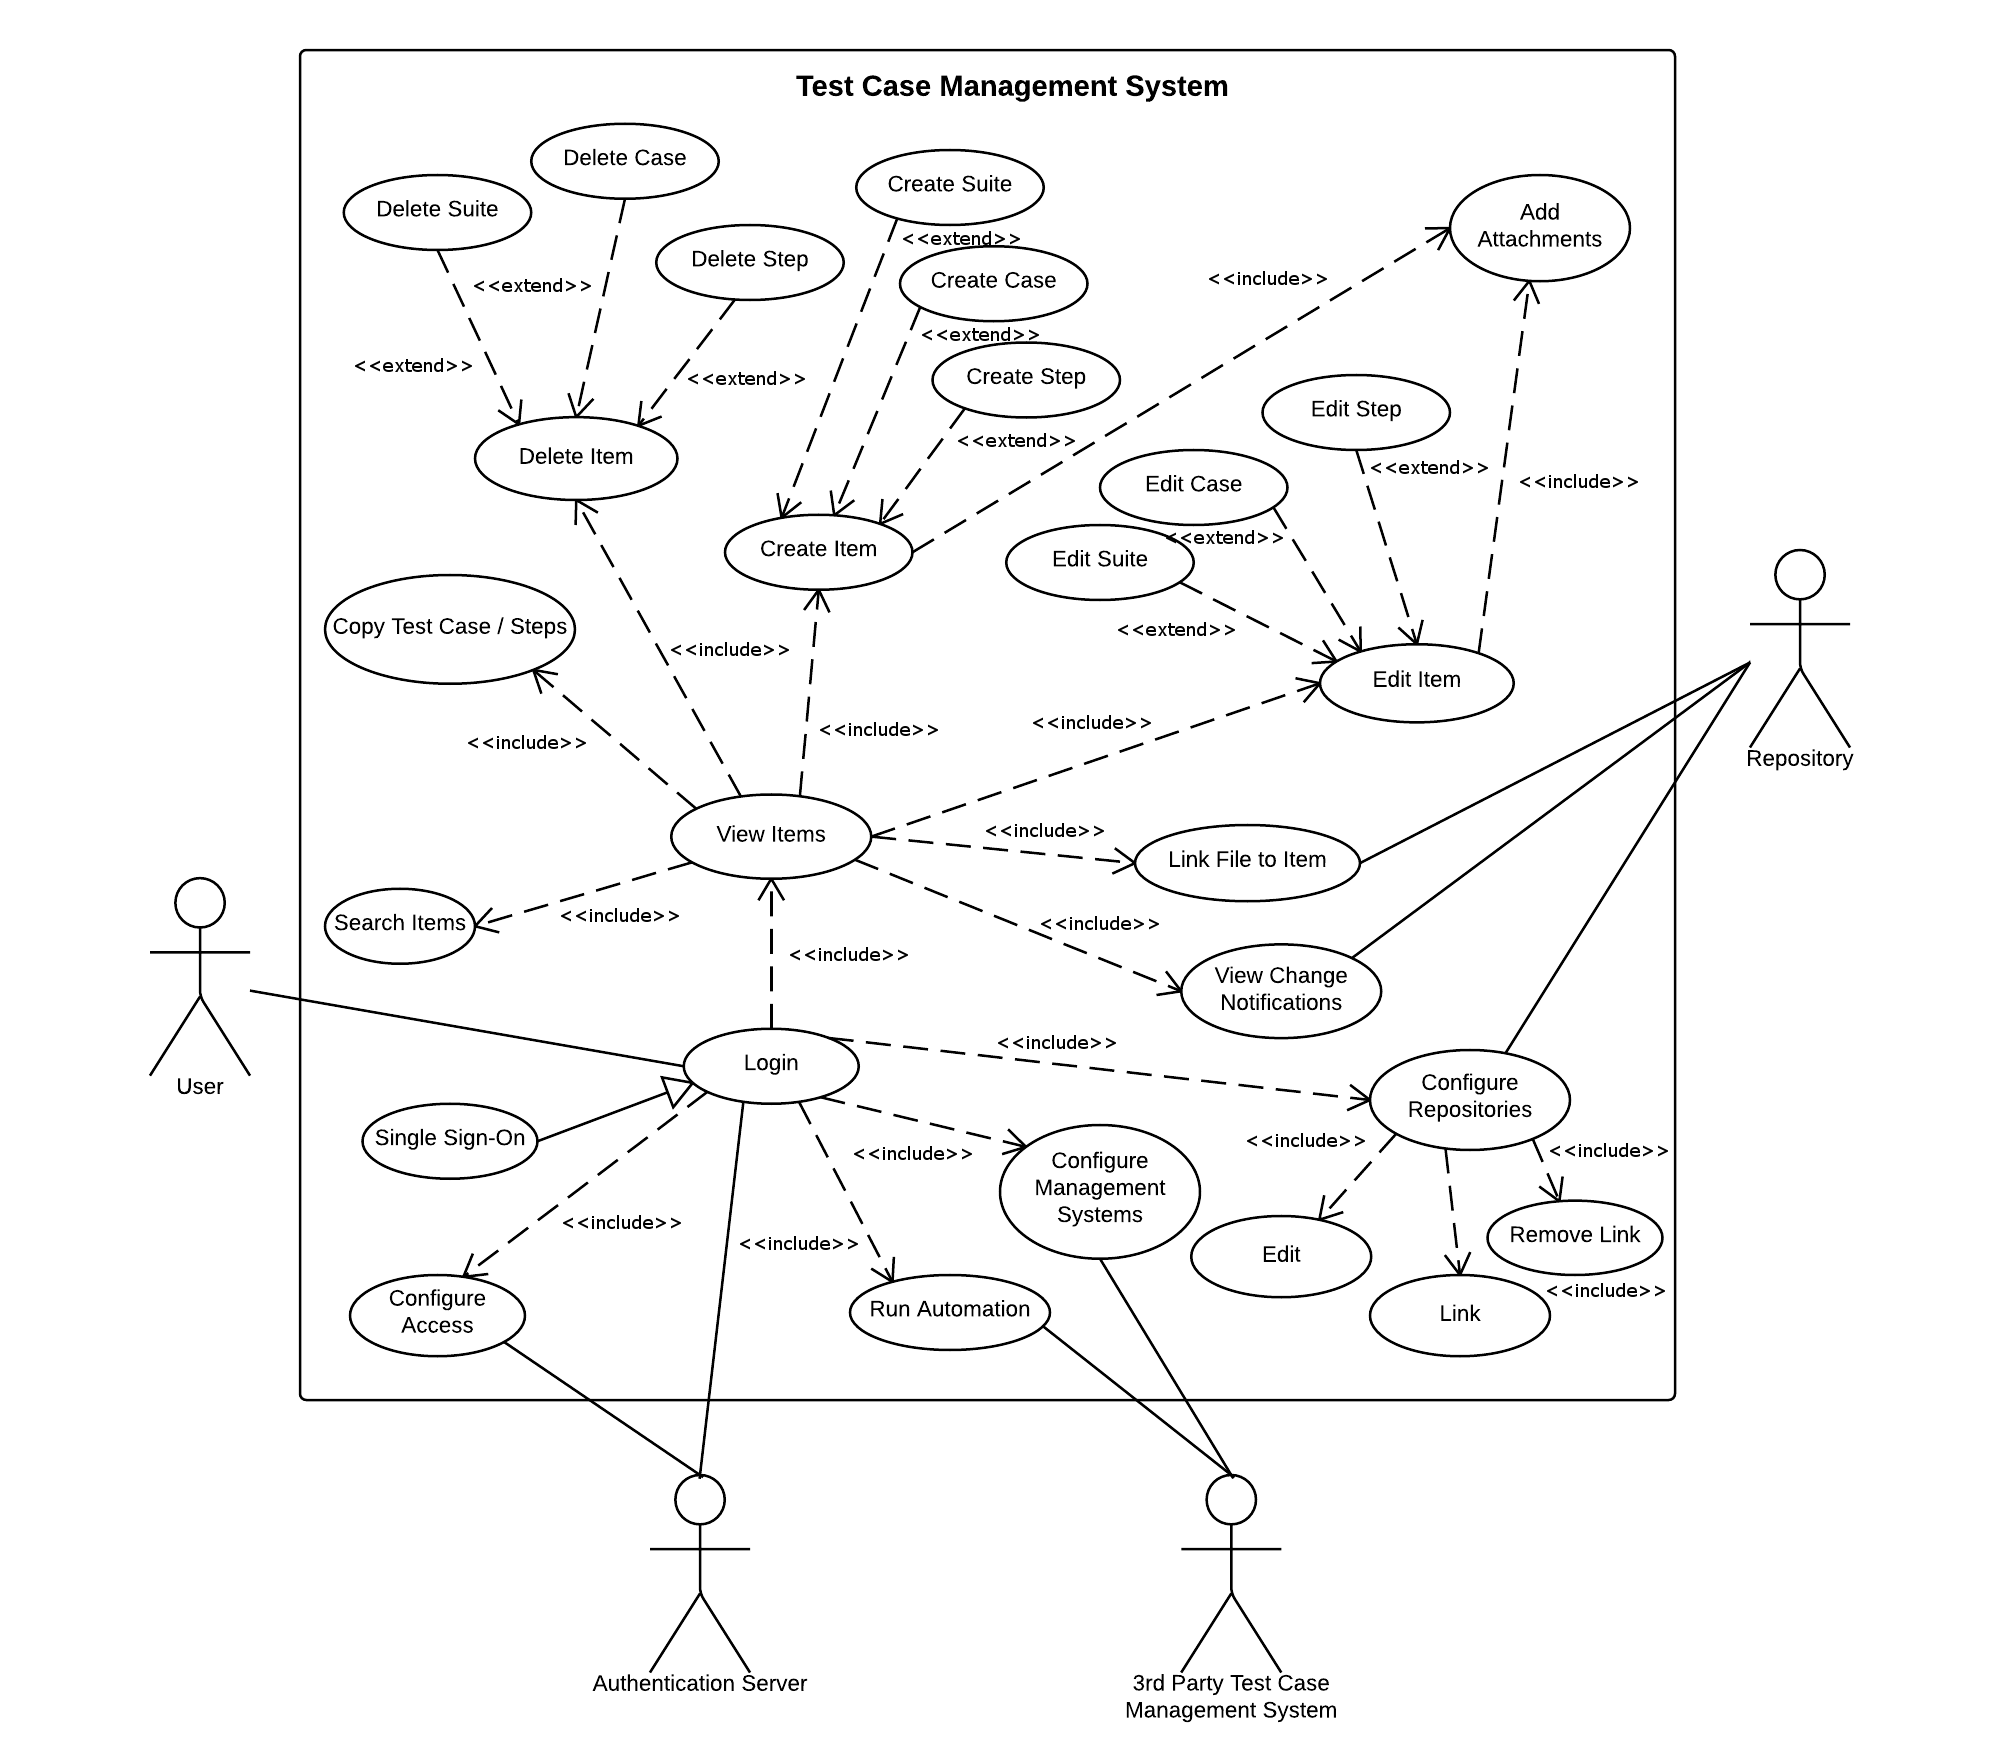 Test Case Management System
Delete Case
Delete Suite
Create Suite
Add
Attachments
<<extend>>
Delete Step
Create Case
<<include>>
<<extend>>
<<extend>>
Create Step
<<extend>>
<<extend>>
Edit Step
<<extend>>
Delete Item
<<extend>>
Edit Case
<<include>>
Create Item
<<extend>>
Edit Suite
Copy Test Case / Steps
<<include>>
<<extend>>
Edit Item
<<include>>
<<include>>
<<include>>
Repository
View Items
<<include>>
Link File to Item
Search Items
<<include>>
<<include>>
<<include>>
View Change
Notifications
User
Login
<<include>>
Configure
Repositories
Single Sign-On
<<include>>
Configure
Management
Systems
<<include>>
<<include>>
<<include>>
<<include>>
Edit
Remove Link
Configure
Access
Run Automation
Link
<<include>>
Authentication Server
3rd Party Test Case
Management System